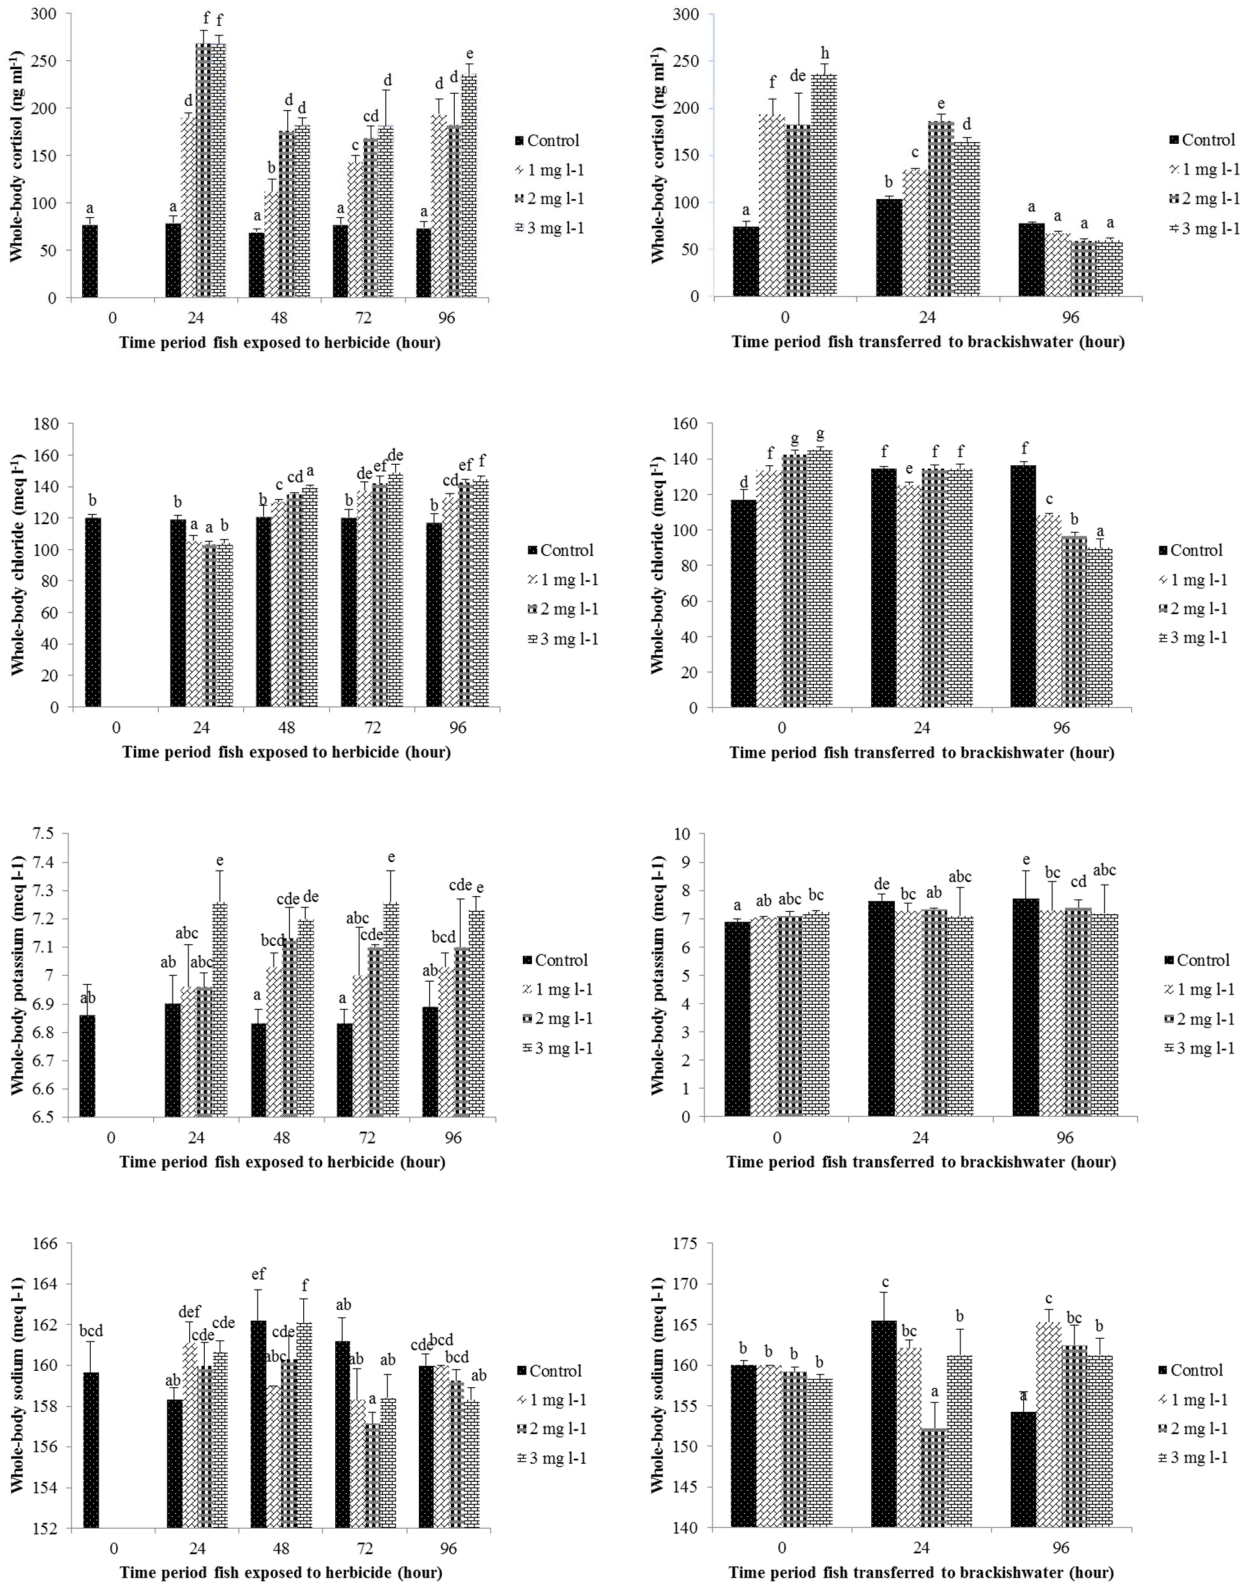 Whole-body cortisol (ng ml-1)
300
250
200
150
100
50
0
a
a d f f
a b d d
a c cd d
a d d e
0 24 48 72 96
Time period fish exposed to herbicide (hour)
Control
1 mg l-1
2 mg l-1
3 mg l-1
Whole-body cortisol (ng ml-1)
300
250
200
150
100
50
0
a f de h
b c e d
a a a a
0 24 96
Time period fish transferred to brackishwater (hour)
Control
1 mg l-1
2 mg l-1
3 mg l-1
Whole-body chloride (meq l-1)
180
160
140
120
100
80
60
40
20
0
b
b a a b
b c cd a
b de ef de
b cd ef f
0 24 48 72 96
Time period fish exposed to herbicide (hour)
Control
1 mg l-1
2 mg l-1
3 mg l-1
Whole-body chloride (meq l-1)
160
140
120
100
80
60
40
20
0
d f g g
f e f f
f c b a
0 24 96
Time period fish transferred to brackishwater (hour)
Control
1 mg l-1
2 mg l-1
3 mg l-1
Whole-body potassium (meq l-1)
7.5
7.4
7.3
7.2
7.1
7
6.9
6.8
6.7
6.6
6.5
ab
ab abc abc e
a bcd cde de
a abc cde e
ab bcd cde e
0 24 48 72 96
Time period fish exposed to herbicide (hour)
Control
1 mg l-1
2 mg l-1
3 mg l-1
Whole-body potassium (meq l-1)
10
9
8
7
6
5
4
3
2
1
0
a ab abc bc
de bc ab abc
e bc cd abc
0 24 96
Time period fish transferred to brackishwater (hour)
Control
1 mg l-1
2 mg l-1
3 mg l-1
Whole-body sodium (meq l-1)
166
164
162
160
158
156
154
152
bcd
ab def cde cde
ef abc cde f
ab ab a ab
cde bcd bcd ab
0 24 48 72 96
Time period fish exposed to herbicide (hour)
Control
1 mg l-1
2 mg l-1
3 mg l-1
Whole-body sodium (meq l-1)
175
170
165
160
155
150
145
140
b b b b
c bc a b
a c bc b
0 24 96
Time period fish transferred to brackishwater (hour)
Control
1 mg l-1
2 mg l-1
3 mg l-1